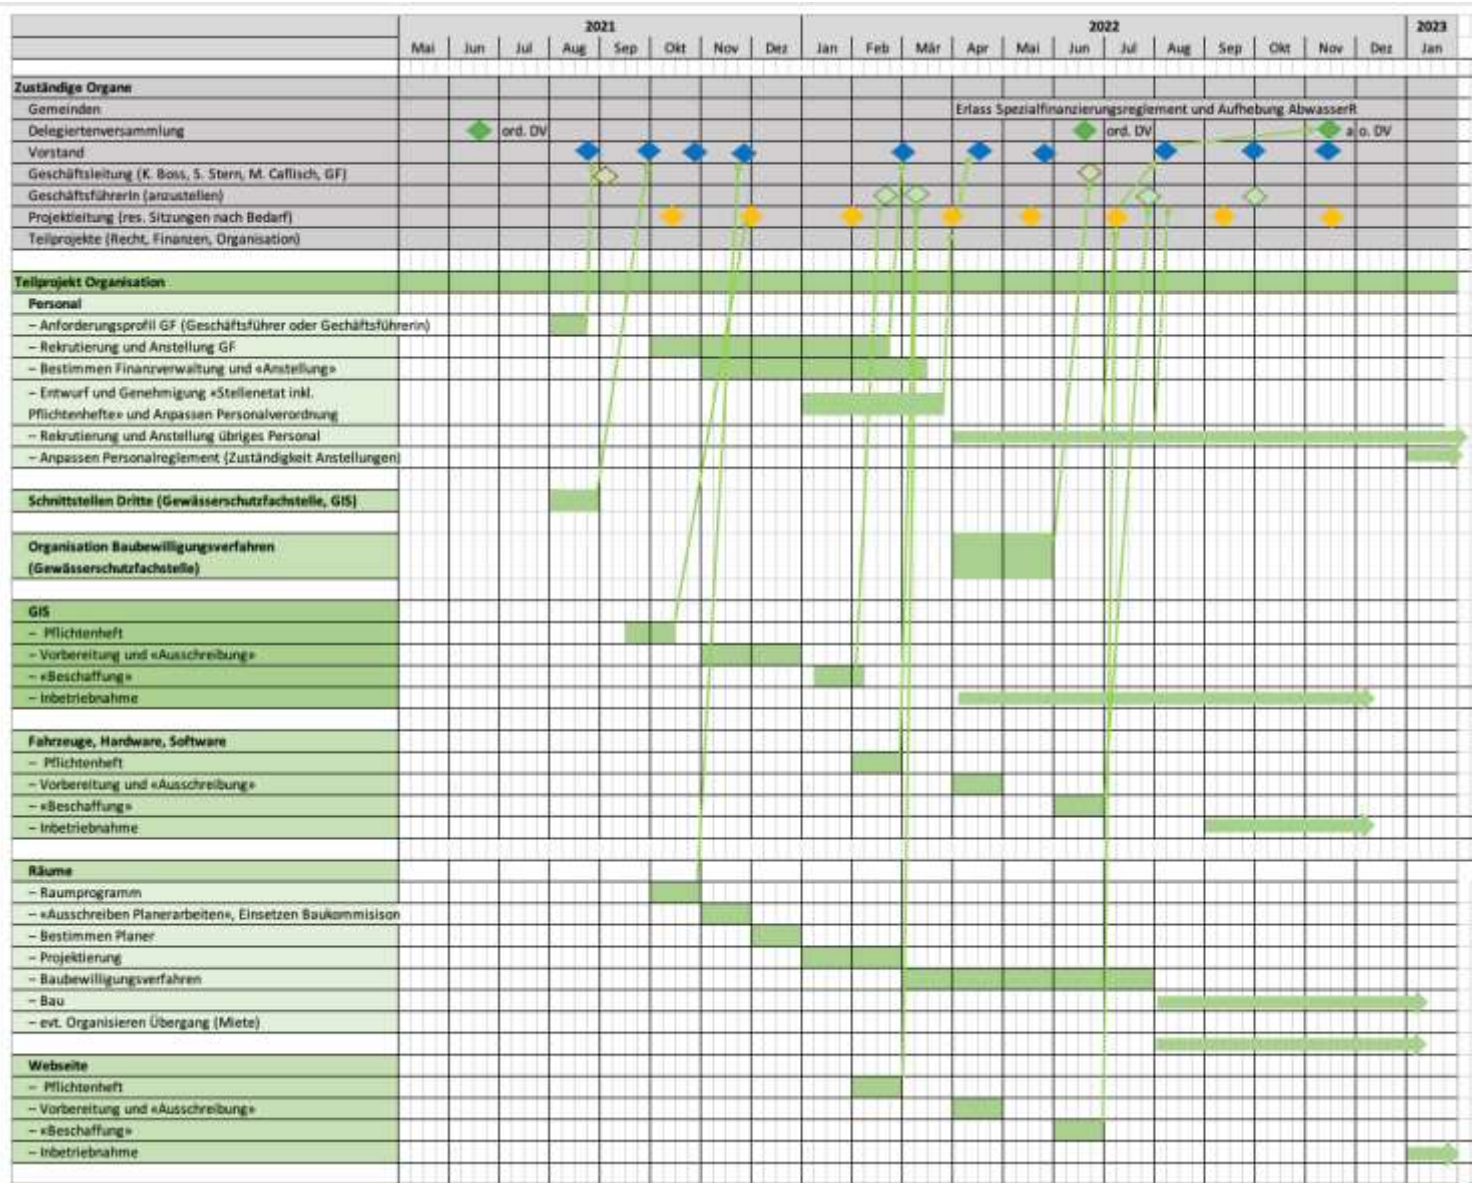 2021 2022 2023
Mai Jun Jul Aug Sep Okt Nov Dez Jan Feb Mär Apr Mai Jun Jul Aug Sep Okt Nov Dez Jan
Zuständige Organe
Gemeinden Erlass Spezialfinanzierungsreglement und Aufhebung AbwasserR
Delegiertenversammlung ord. DV ord. DV a.o. DV
Vorstand
Geschäftsleitung (K. Boss, S. Stern, M. Caflisch, GF)
GeschäftsführerIn (anzustellen)
Projektleitung (res. Sitzungen nach Bedarf)
Teilprojekte (Recht, Finanzen, Organisation)
Teilprojekt Organisation
Personal
– Anforderungsprofil GF (Geschäftsführer oder Gechäftsführerin)
– Rekrutierung und Anstellung GF
– Bestimmen Finanzverwaltung und «Anstellung»
– Entwurf und Genehmigung «Stellenetat inkl.
Pflichtenhefte» und Anpassen Personalverordnung
– Rekrutierung und Anstellung übriges Personal
– Anpassen Personalreglement (Zuständigkeit Anstellungen)
Schnittstellen Dritte (Gewässerschutzfachstelle, GIS)
Organisation Baubewilligungsverfahren
(Gewässerschutzfachstelle)
GIS
– Pflichtenheft
– Vorbereitung und «Ausschreibung»
– «Beschaffung»
– Inbetriebnahme
Fahrzeuge, Hardware, Software
– Pflichtenheft
– Vorbereitung und «Ausschreibung»
– «Beschaffung»
– Inbetriebnahme
Räume
– Raumprogramm
– «Ausschreiben Planerarbeiten», Einsetzen Baukommisison
– Bestimmen Planer
– Projektierung
– Baubewilligungsverfahren
– Bau
– evt. Organisieren Übergang (Miete)
Webseite
– Pflichtenheft
– Vorbereitung und «Ausschreibung»
– «Beschaffung»
– Inbetriebnahme